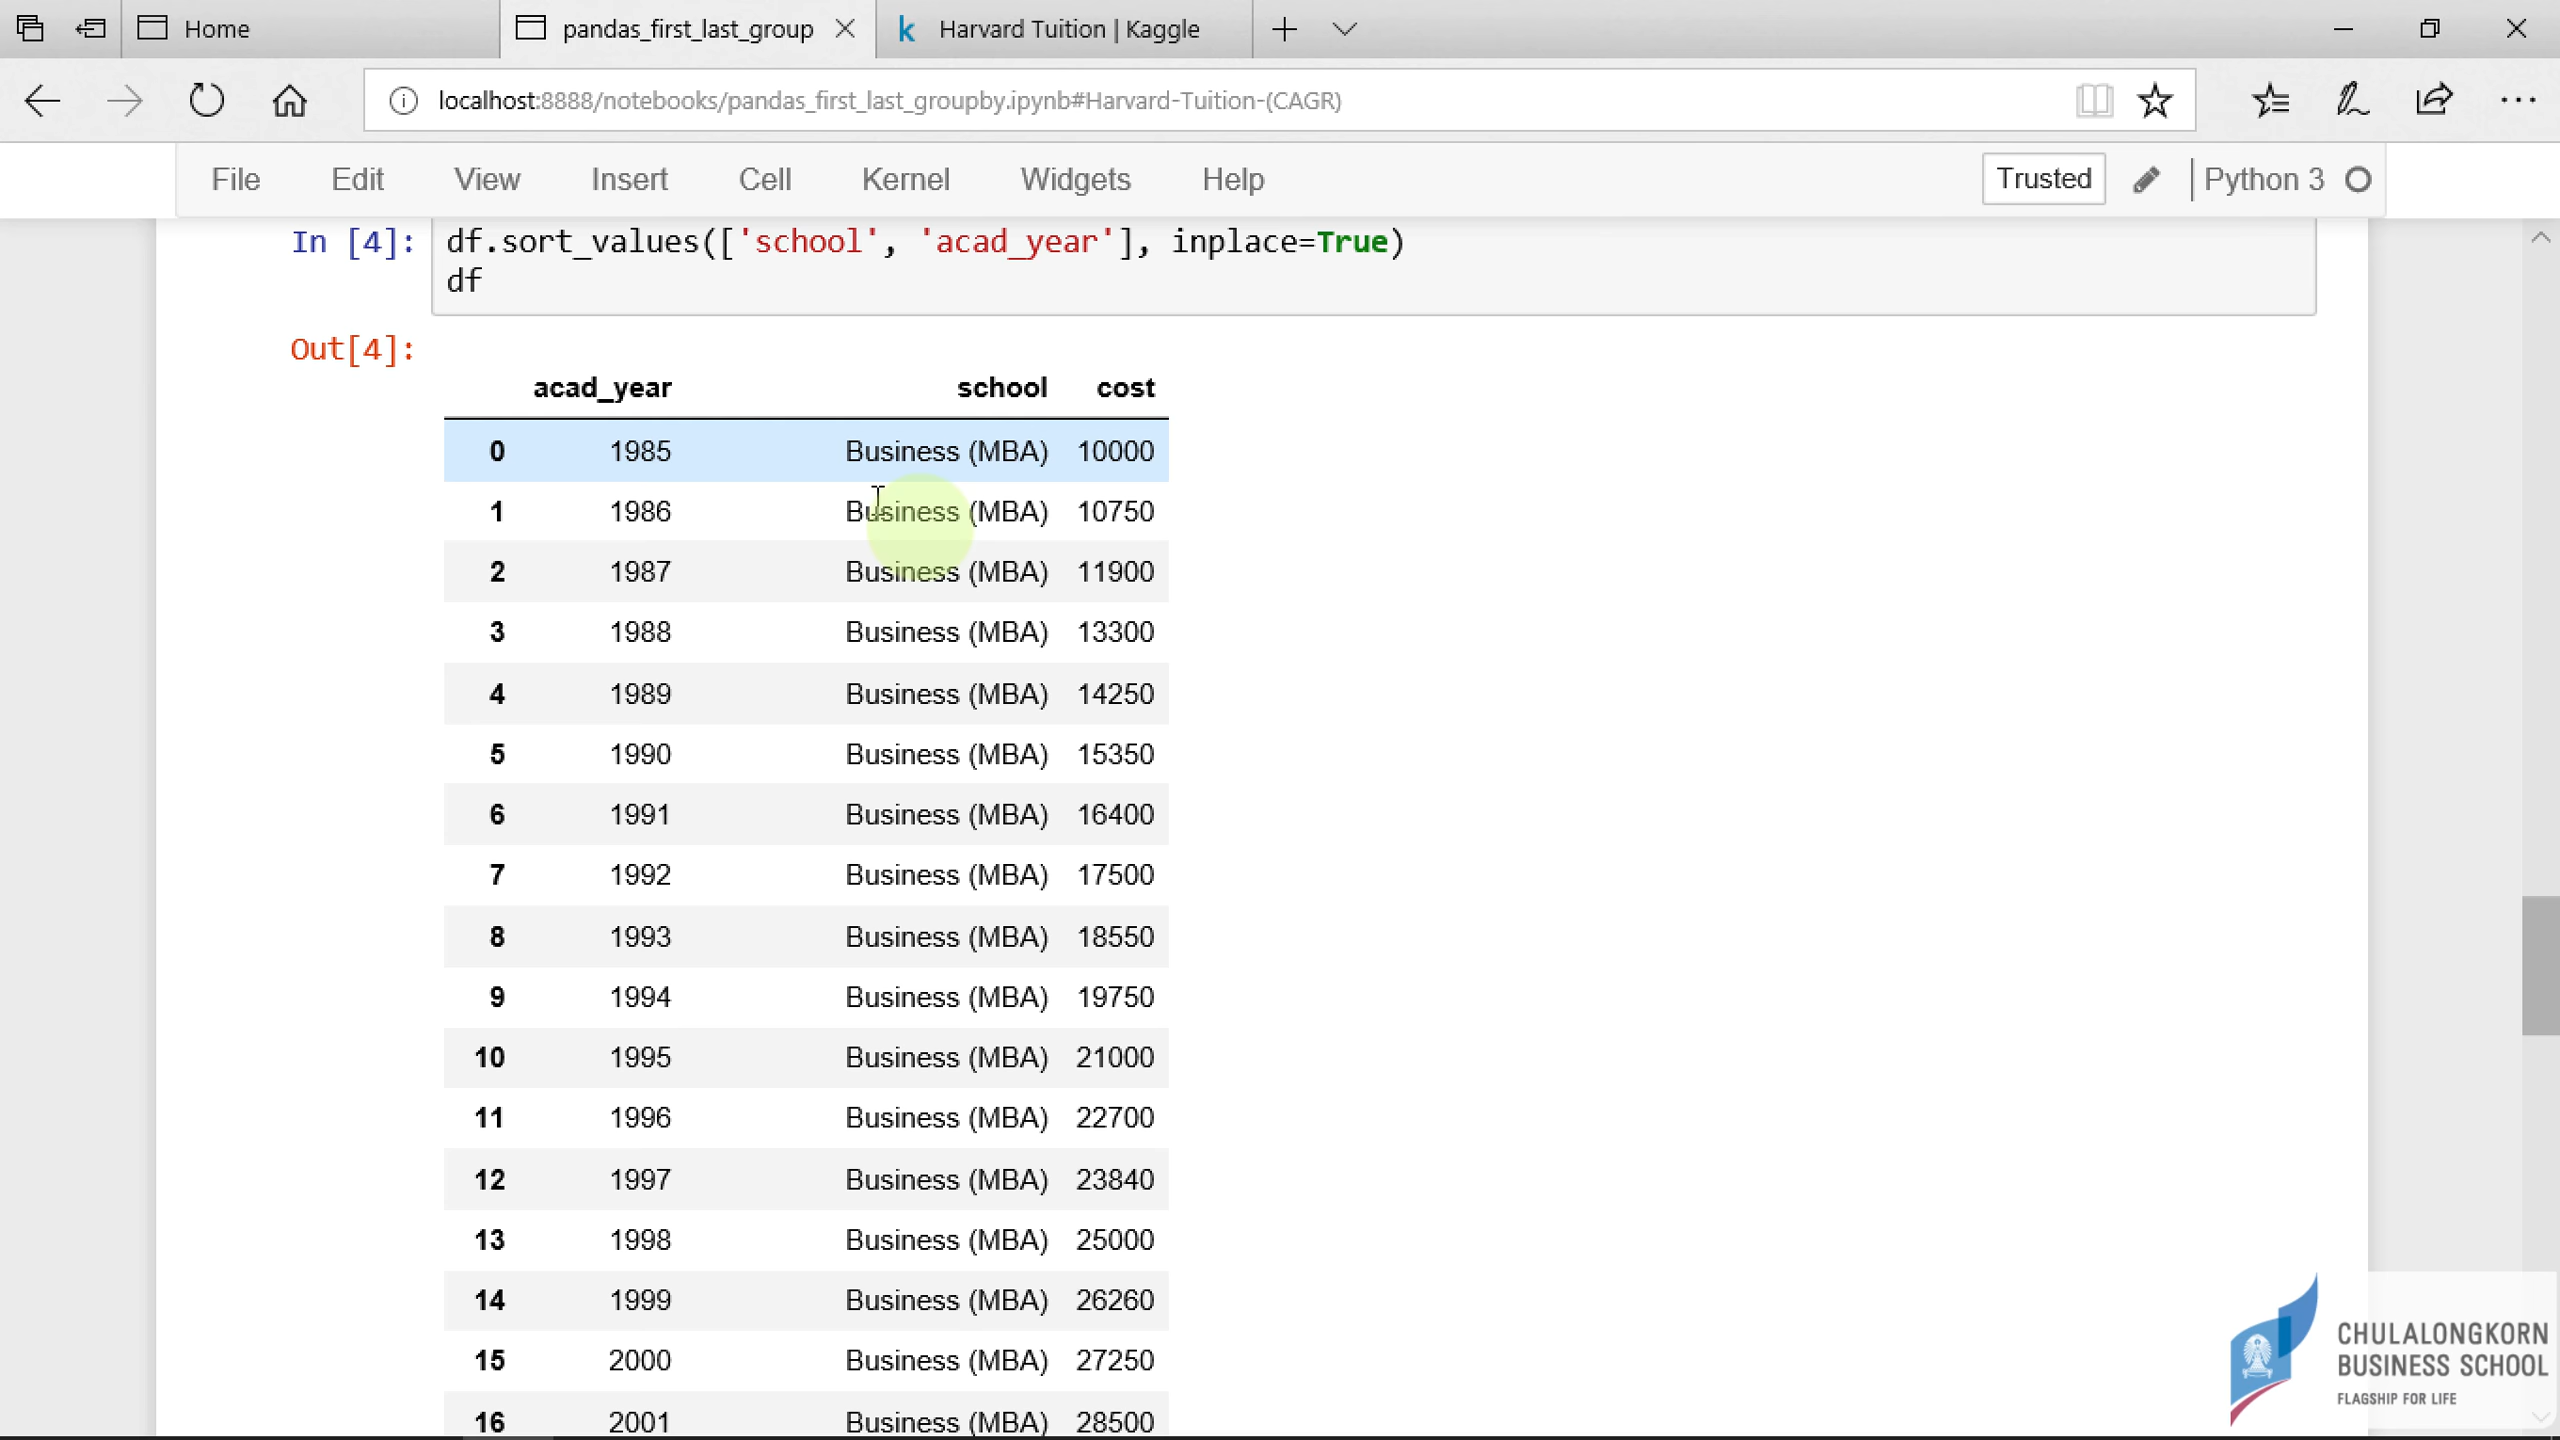 Home
pandas_first_last_group
Harvard Tuition | Kaggle
localhost:8888/notebooks/pandas_first_last_groupby.ipynb#Harvard-Tuition-(CAGR)
File Edit View Insert Cell Kernel Widgets Help
Trusted
Python 3
In [4]: df.sort_values(['school', 'acad_year'], inplace=True)
df
Out[4]:
acad_year school cost
0 1985 Business (MBA) 10000
1 1986 Business (MBA) 10750
2 1987 Business (MBA) 11900
3 1988 Business (MBA) 13300
4 1989 Business (MBA) 14250
5 1990 Business (MBA) 15350
6 1991 Business (MBA) 16400
7 1992 Business (MBA) 17500
8 1993 Business (MBA) 18550
9 1994 Business (MBA) 19750
10 1995 Business (MBA) 21000
11 1996 Business (MBA) 22700
12 1997 Business (MBA) 23840
13 1998 Business (MBA) 25000
14 1999 Business (MBA) 26260
15 2000 Business (MBA) 27250
16 2001 Business (MBA) 28500
CHULALONGKORN
BUSINESS SCHOOL
FLAGSHIP FOR LIFE